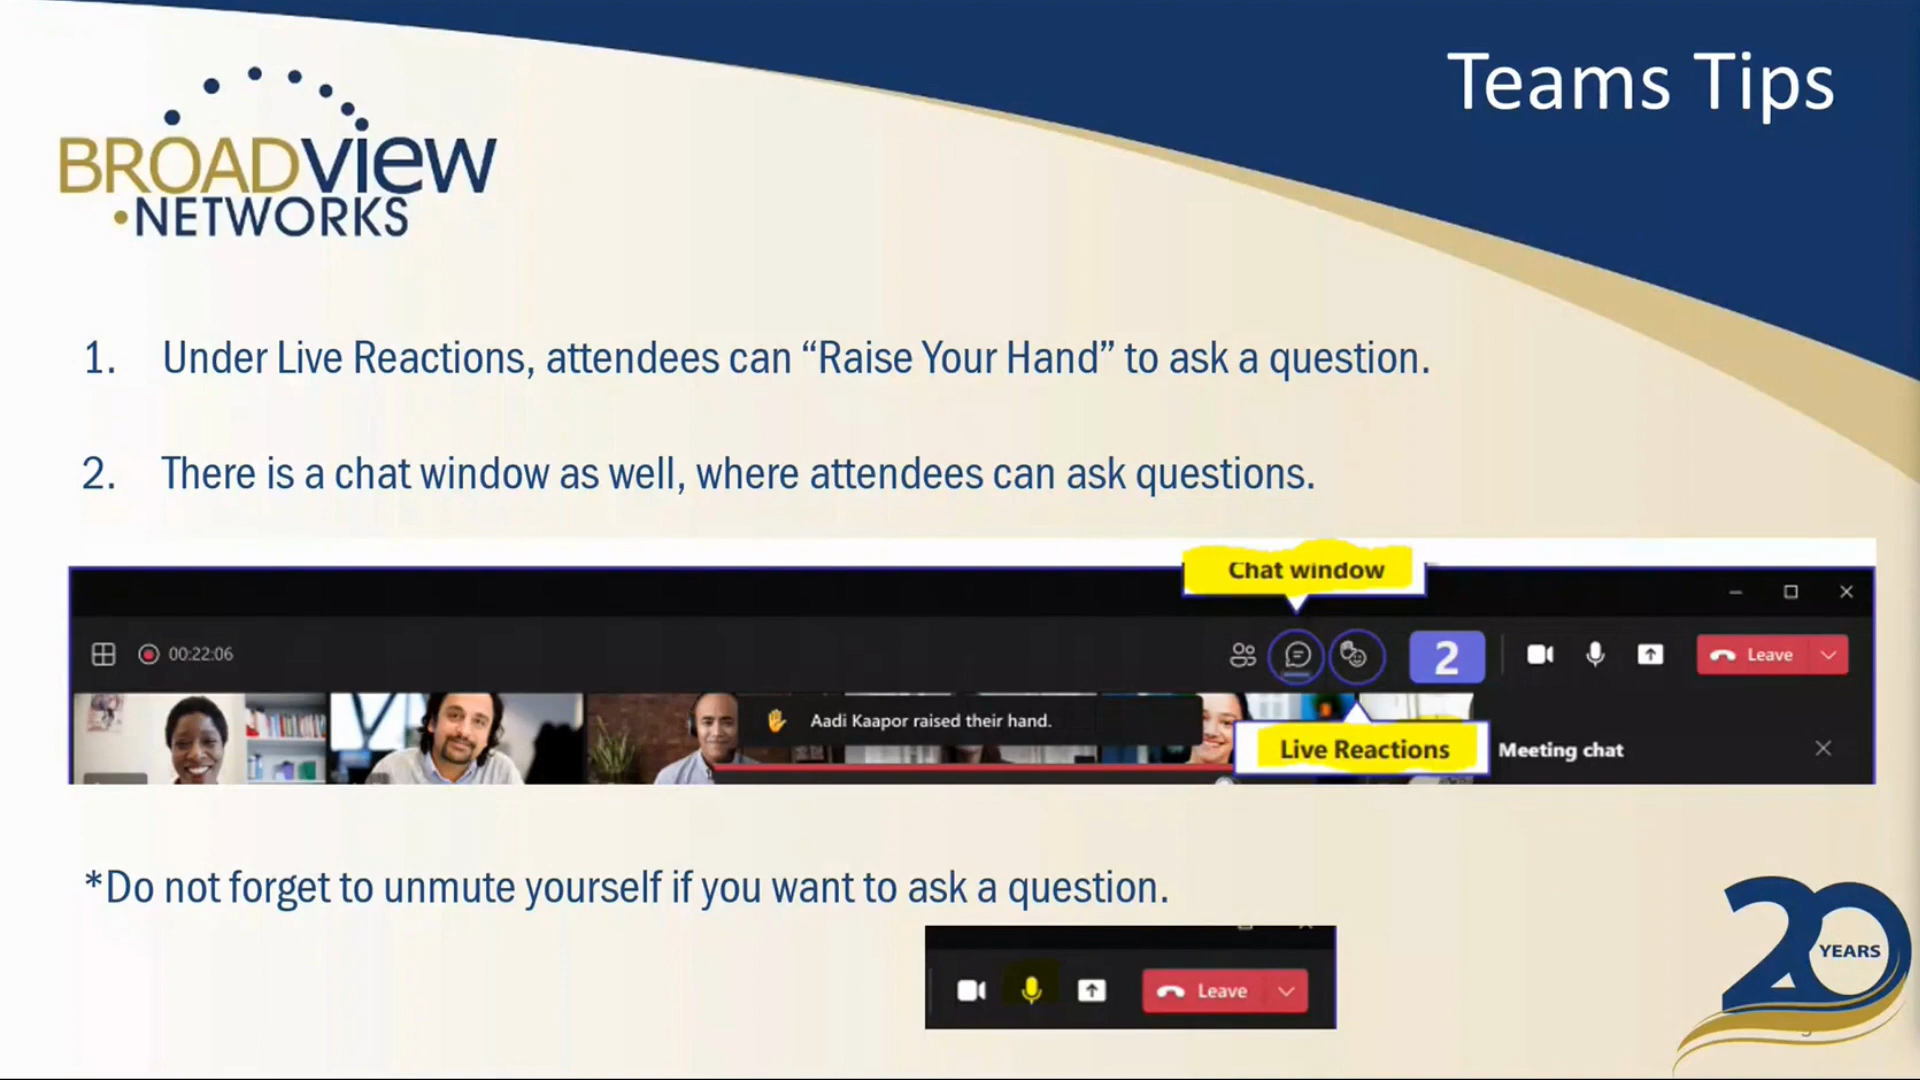 Teams Tips
BROADview
NETWORKS
1. Under Live Reactions, attendees can “Raise Your Hand” to ask a question.
2. There is a chat window as well, where attendees can ask questions.
Chat window
00:22:06
2
Leave
Aadi Kaapor raised their hand.
Live Reactions
Meeting chat
*Do not forget to unmute yourself if you want to ask a question.
Leave
20
YEARS